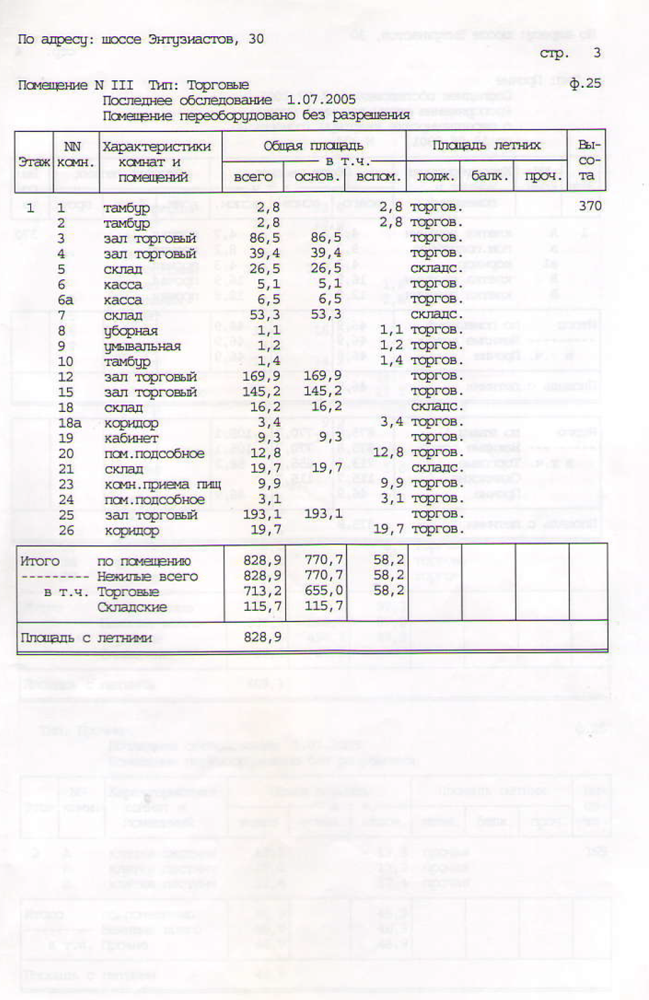 По адресу: шоссе Энтузиастов, 30
стр. 3
Помещение N III Тип: Торговые ф.25
Последнее обследование 1.07.2005
Помещение переоборудовано без разрешения
Этаж NN комн. Характеристики комнат и помещений Общая площадь Площадь летних Вы-со-та
в т.ч.
всего основ. вспом. лодж. балк. проч.
1 1 тамбур 2,8 2,8 торгов. 370
2 тамбур 2,8 2,8 торгов.
3 зал торговый 86,5 86,5 торгов.
4 зал торговый 39,4 39,4 торгов.
5 склад 26,5 26,5 складс.
6 касса 5,1 5,1 торгов.
6а касса 6,5 6,5 торгов.
7 склад 53,3 53,3 складс.
8 уборная 1,1 1,1 торгов.
9 умывальная 1,2 1,2 торгов.
10 тамбур 1,4 1,4 торгов.
12 зал торговый 169,9 169,9 торгов.
15 зал торговый 145,2 145,2 торгов.
18 склад 16,2 16,2 складс.
18а коридор 3,4 3,4 торгов.
19 кабинет 9,3 9,3 торгов.
20 пом.подсобное 12,8 12,8 торгов.
21 склад 19,7 19,7 складс.
23 комн.приема пищ 9,9 9,9 торгов.
24 пом.подсобное 3,1 3,1 торгов.
25 зал торговый 193,1 193,1 торгов.
26 коридор 19,7 19,7 торгов.
Итого по помещению 828,9 770,7 58,2
--------- Нежилые всего 828,9 770,7 58,2
в т.ч. Торговые 713,2 655,0 58,2
Складские 115,7 115,7
Площадь с летними 828,9